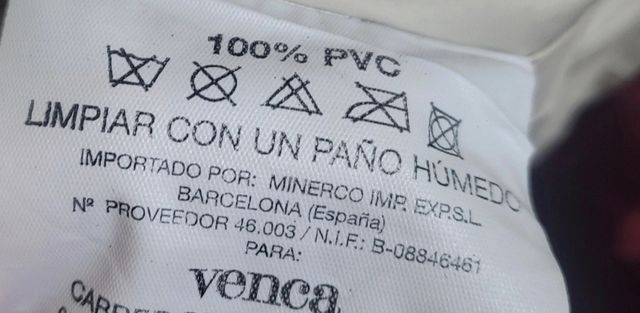 100% PVC
LIMPIAR CON UN PAÑO HÚMEDO
IMPORTADO POR: MINERCO IMP. EXP.S.L.
BARCELONA (España)
Nº PROVEEDOR 46.003 / N.I.F.: B-08846461
PARA:
venca